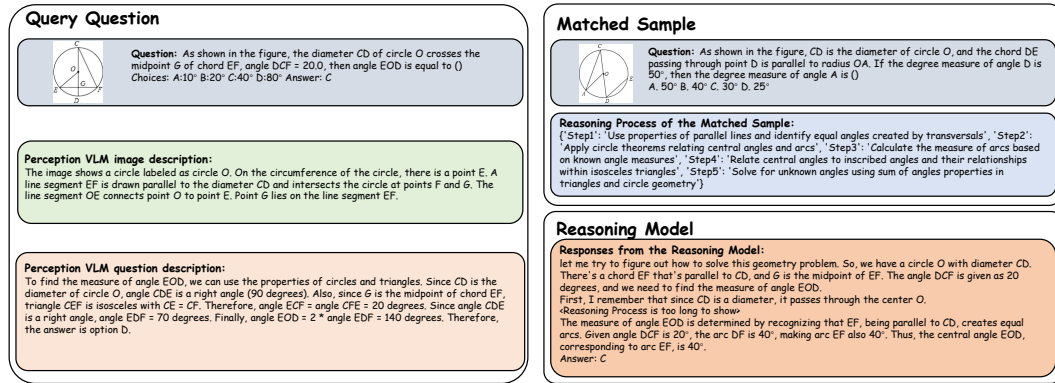 Query Question
C
O
G
E
F
D
Question: As shown in the figure, the diameter CD of circle O crosses the
midpoint G of chord EF, angle DCF = 20.0, then angle EOD is equal to ()
Choices: A:10° B:20° C:40° D:80° Answer: C
Perception VLM image description:
The image shows a circle labeled as circle O. On the circumference of the circle, there is a point E. A
line segment EF is drawn parallel to the diameter CD and intersects the circle at points F and G. The
line segment OE connects point O to point E. Point G lies on the line segment EF.
Perception VLM question description:
To find the measure of angle EOD, we can use the properties of circles and triangles. Since CD is the
diameter of circle O, angle CDE is a right angle (90 degrees). Also, since G is the midpoint of chord EF,
triangle CEF is isosceles with CE = CF. Therefore, angle ECF = angle CFE = 20 degrees. Since angle CDE
is a right angle, angle EDF = 70 degrees. Finally, angle EOD = 2 * angle EDF = 140 degrees. Therefore,
the answer is option D.
Matched Sample
C
O
E
A
D
Question: As shown in the figure, CD is the diameter of circle O, and the chord DE
passing through point D is parallel to radius OA. If the degree measure of angle D is
50°, then the degree measure of angle A is ()
A. 50° B. 40° C. 30° D. 25°
Reasoning Process of the Matched Sample:
{'Step1': 'Use properties of parallel lines and identify equal angles created by transversals', 'Step2':
'Apply circle theorems relating central angles and arcs', 'Step3': 'Calculate the measure of arcs based
on known angle measures', 'Step4': 'Relate central angles to inscribed angles and their relationships
within isosceles triangles', 'Step5': 'Solve for unknown angles using sum of angles properties in
triangles and circle geometry'}
Reasoning Model
Responses from the Reasoning Model:
let me try to figure out how to solve this geometry problem. So, we have a circle O with diameter CD.
There's a chord EF that's parallel to CD, and G is the midpoint of EF. The angle DCF is given as 20
degrees, and we need to find the measure of angle EOD.
First, I remember that since CD is a diameter, it passes through the center O.
<Reasoning Process is too long to show>
The measure of angle EOD is determined by recognizing that EF, being parallel to CD, creates equal
arcs. Given angle DCF is 20°, the arc DF is 40°, making arc EF also 40°. Thus, the central angle EOD,
corresponding to arc EF, is 40°.
Answer: C